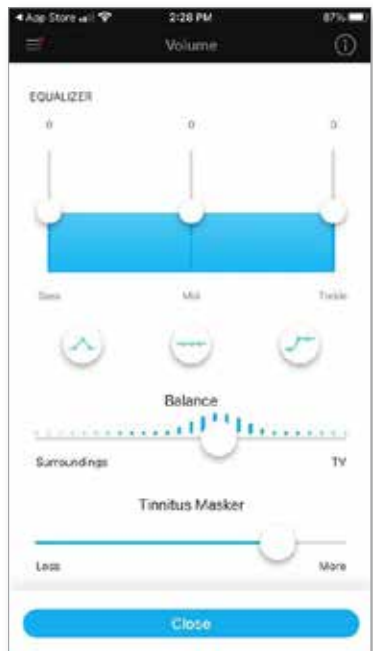 App Store 2:28 PM 87%
Volume
EQUALIZER
0 0 0
Bass Mid Treble
Balance
Surroundings TV
Tinnitus Masker
Less More
Close